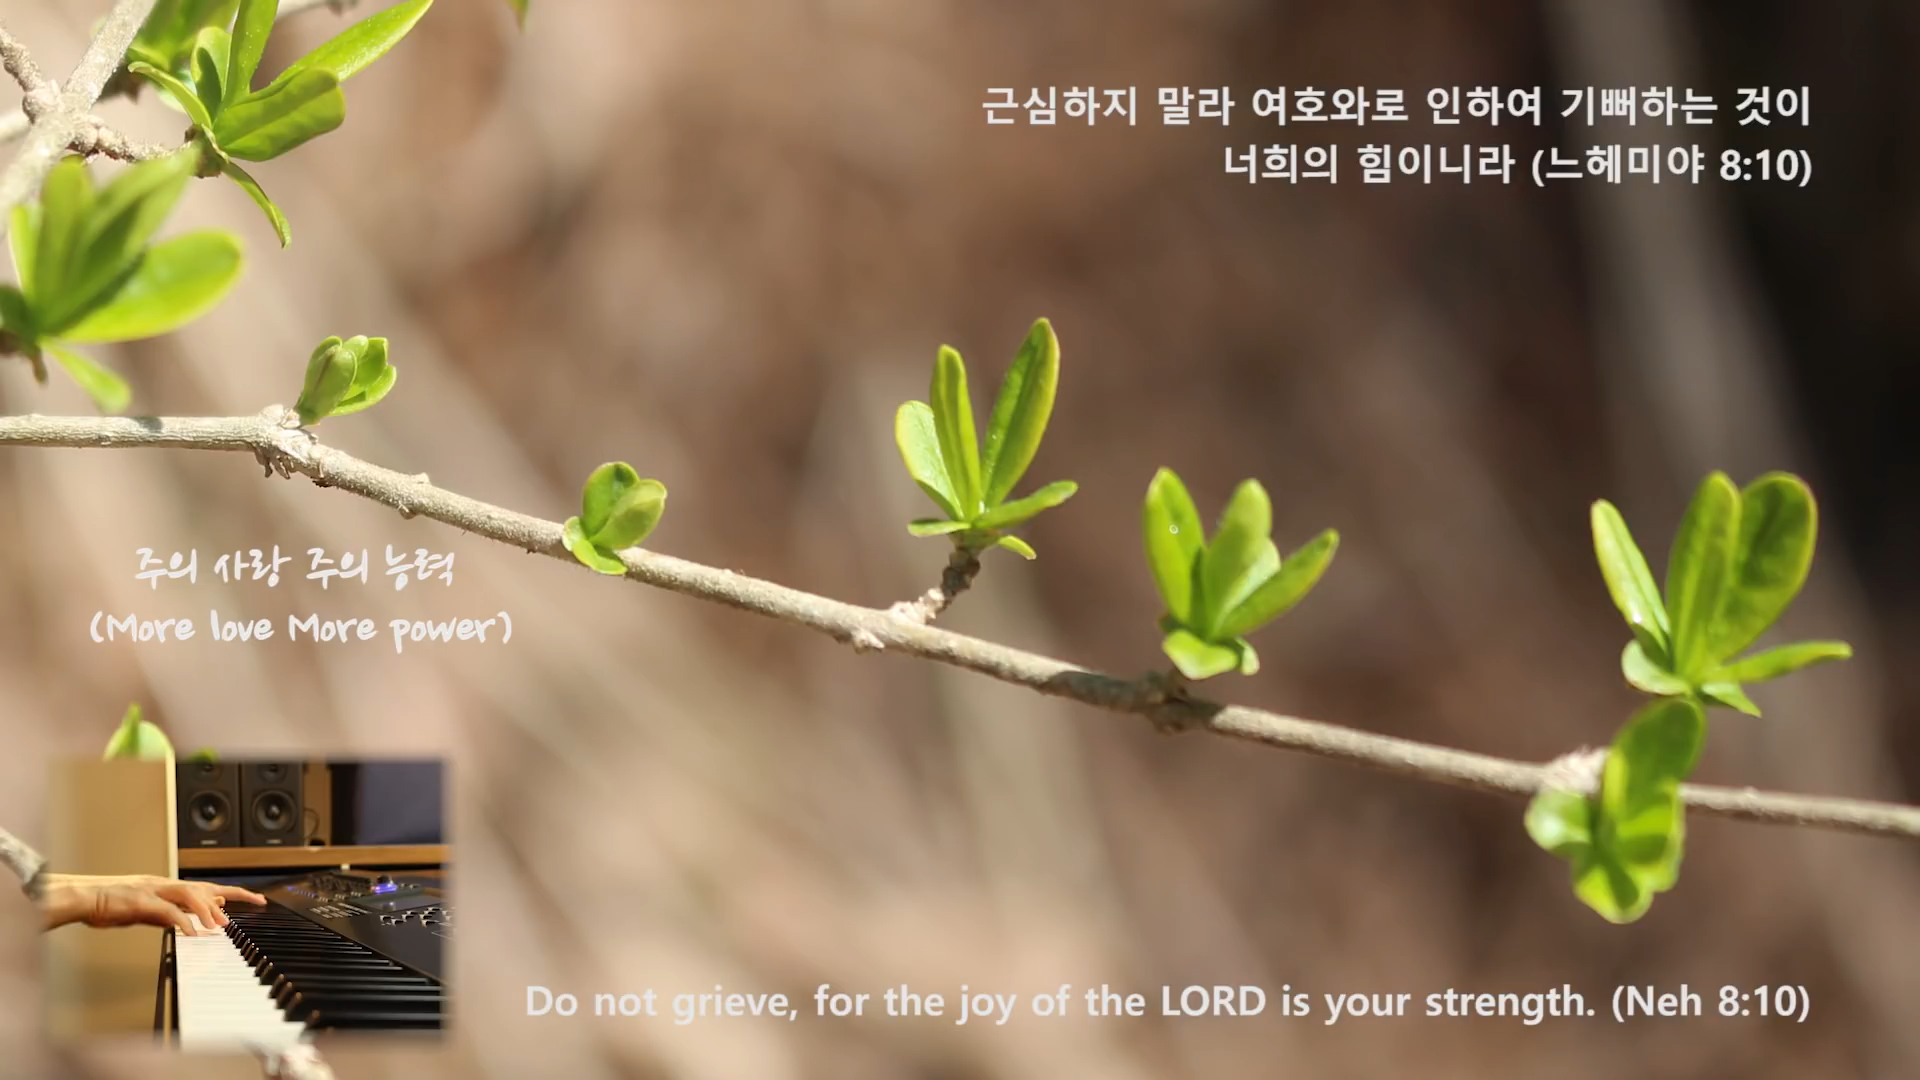 근심하지 말라 여호와로 인하여 기뻐하는 것이
너희의 힘이니라 (느헤미야 8:10)
주의 사랑 주의 능력
(More love More power)
Do not grieve, for the joy of the LORD is your strength. (Neh 8:10)